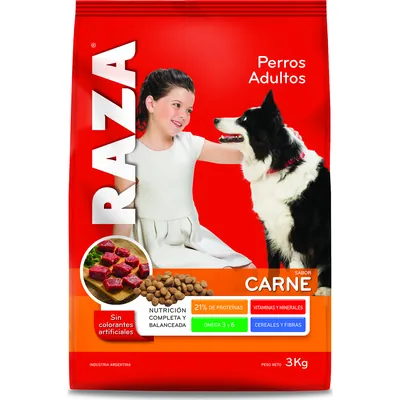 RAZA
®
Perros
Adultos
SABOR
CARNE
Sin
colorantes
artificiales
NUTRICIÓN
COMPLETA Y
BALANCEADA
21% DE PROTEINAS
VITAMINAS Y MINERALES
OMEGA 3 y 6
CEREALES Y FIBRAS
INDUSTRIA ARGENTINA
PESO NETO 3Kg